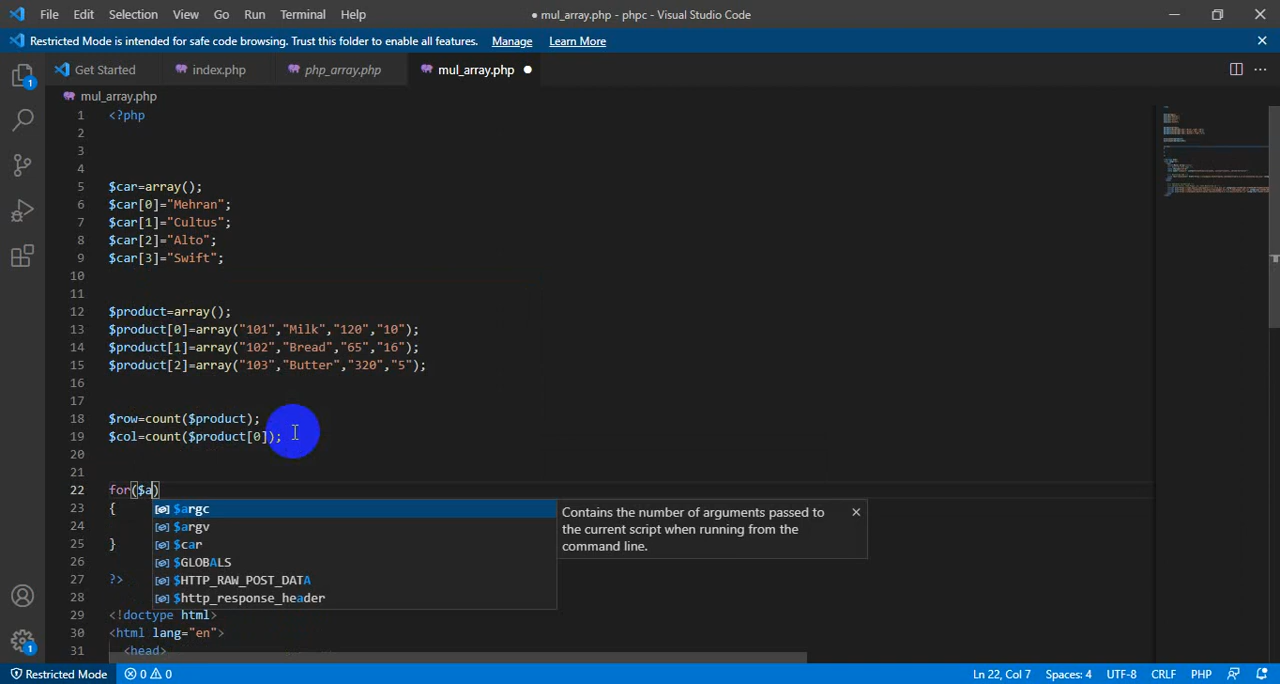 File Edit Selection View Go Run Terminal Help ● mul_array.php - phpc - Visual Studio Code
Restricted Mode is intended for safe code browsing. Trust this folder to enable all features. Manage Learn More
Get Started index.php php_array.php mul_array.php
mul_array.php
1 <?php
2
3
4
5 $car=array();
6 $car[0]="Mehran";
7 $car[1]="Cultus";
8 $car[2]="Alto";
9 $car[3]="Swift";
10
11
12 $product=array();
13 $product[0]=array("101","Milk","120","10");
14 $product[1]=array("102","Bread","65","16");
15 $product[2]=array("103","Butter","320","5");
16
17
18 $row=count($product);
19 $col=count($product[0]);
20
21
22 for($a)
23 {
24
25 }
26
27 ?>
28
29 <!doctype html>
30 <html lang="en">
31 <head>
$argc
$argv
$car
$GLOBALS
$HTTP_RAW_POST_DATA
$http_response_header
Contains the number of arguments passed to
the current script when running from the
command line.
1
1
Restricted Mode 0 0 Ln 22, Col 7 Spaces: 4 UTF-8 CRLF PHP